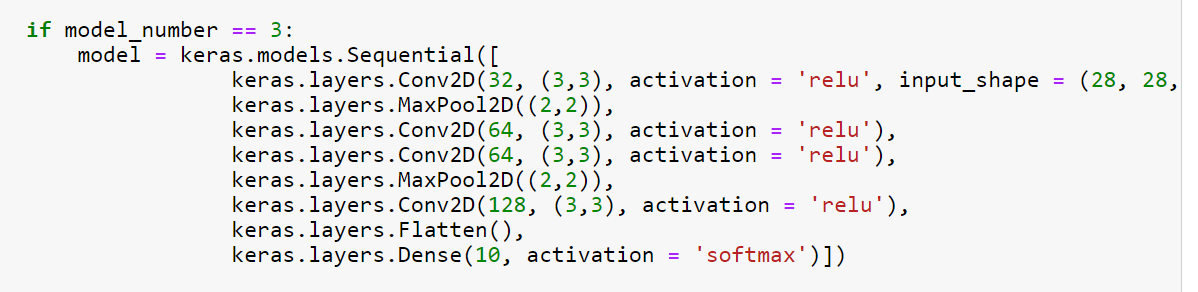 if model_number == 3:
    model = keras.models.Sequential([
                keras.layers.Conv2D(32, (3,3), activation = 'relu', input_shape = (28, 28,
                keras.layers.MaxPool2D((2,2)),
                keras.layers.Conv2D(64, (3,3), activation = 'relu'),
                keras.layers.Conv2D(64, (3,3), activation = 'relu'),
                keras.layers.MaxPool2D((2,2)),
                keras.layers.Conv2D(128, (3,3), activation = 'relu'),
                keras.layers.Flatten(),
                keras.layers.Dense(10, activation = 'softmax')])